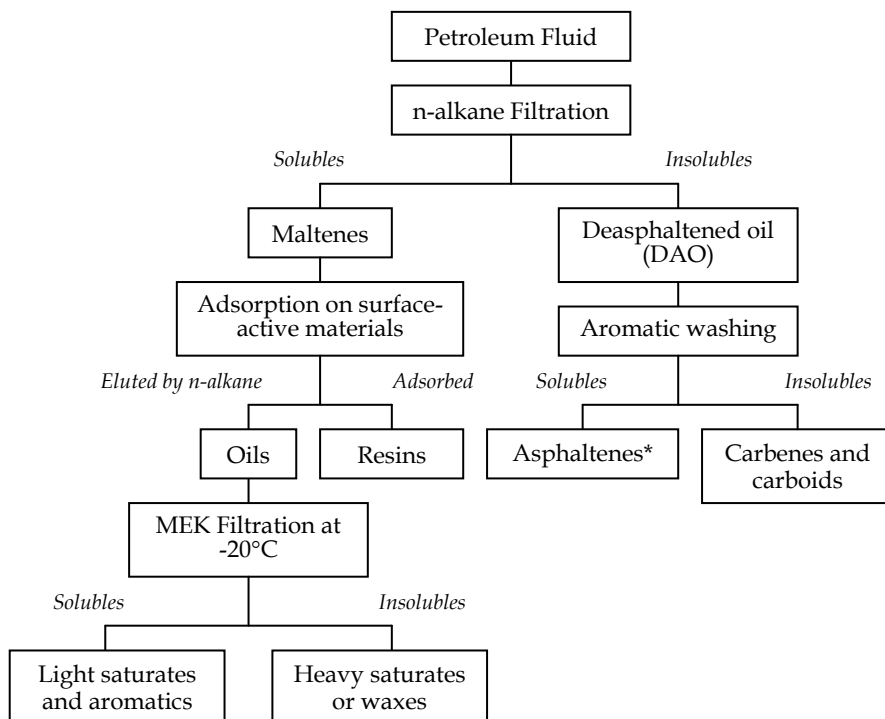 Petroleum Fluid
n-alkane Filtration
Solubles
Insolubles
Maltenes
Deasphaltened oil
(DAO)
Adsorption on surface-
active materials
Aromatic washing
Eluted by n-alkane
Adsorbed
Solubles
Insolubles
Oils
Resins
Asphaltenes*
Carbenes and
carboids
MEK Filtration at
-20°C
Solubles
Insolubles
Light saturates
and aromatics
Heavy saturates
or waxes